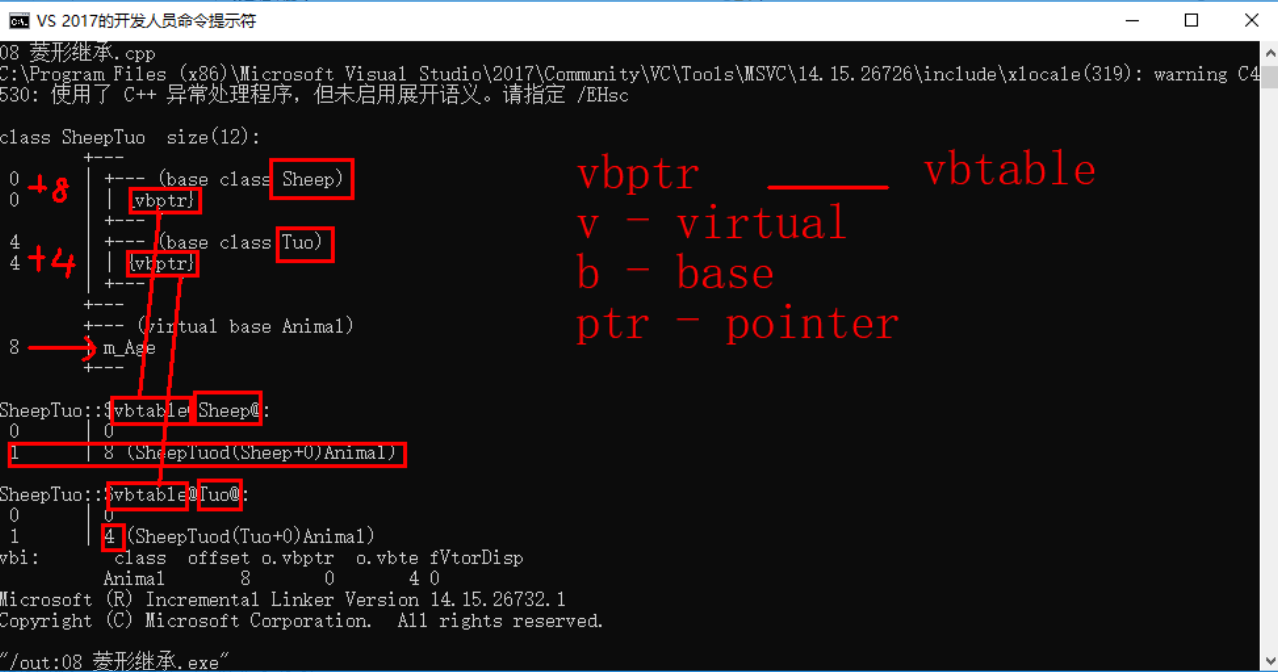 VS 2017的开发人员命令提示符
08 菱形继承.cpp
C:\Program Files (x86)\Microsoft Visual Studio\2017\Community\VC\Tools\MSVC\14.15.26726\include\xlocale(319): warning C4
530: 使用了 C++ 异常处理程序，但未启用展开语义。请指定 /EHsc
class SheepTuo  size(12):
+---
0 | +--- (base class Sheep)
0 | | {vbptr}
| +---
4 | +--- (base class Tuo)
4 | | {vbptr}
| +---
+---
+--- (virtual base Animal)
8 | m_Age
+---
+8
+4
vbptr ——— vbtable
v - virtual
b - base
ptr - pointer
SheepTuo::$vbtable@Sheep@:
0 | 0
1 | 8 (SheepTuod(Sheep+0)Animal)
SheepTuo::$vbtable@Tuo@:
0 | 0
1 | 4 (SheepTuod(Tuo+0)Animal)
vbi: class offset o.vbptr o.vbte fVtorDisp
Animal 8 0 4 0
Microsoft (R) Incremental Linker Version 14.15.26732.1
Copyright (C) Microsoft Corporation.  All rights reserved.
"/out:08 菱形继承.exe"